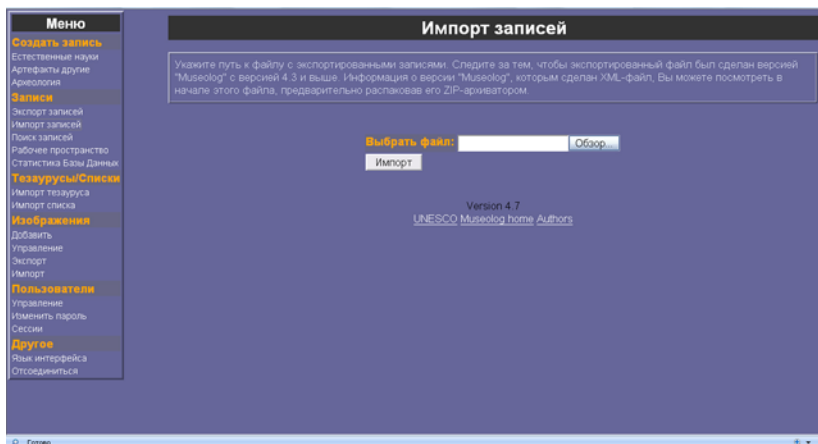 Меню
Создать запись
Естественные науки
Артефакты другие
Археология
Записи
Экспорт записей
Импорт записей
Поиск записей
Рабочее пространство
Статистика Базы Данных
Тезаурусы/Списки
Импорт тезауруса
Импорт списка
Изображения
Добавить
Управление
Экспорт
Импорт
Пользователи
Управление
Изменить пароль
Сессии
Другое
Язык интерфейса
Отсоединиться
Импорт записей
Укажите путь к файлу с экспортированными записями. Следите за тем, чтобы экспортированный файл был сделан версией
"Museolog" с версией 4.3 и выше. Информация о версии "Museolog", которым сделан XML-файл, Вы можете посмотреть в
начале этого файла, предварительно распаковав его ZIP-архиватором.
Выбрать файл: Обзор...
Импорт
Version 4.7
UNESCO Museolog home Authors
Готово